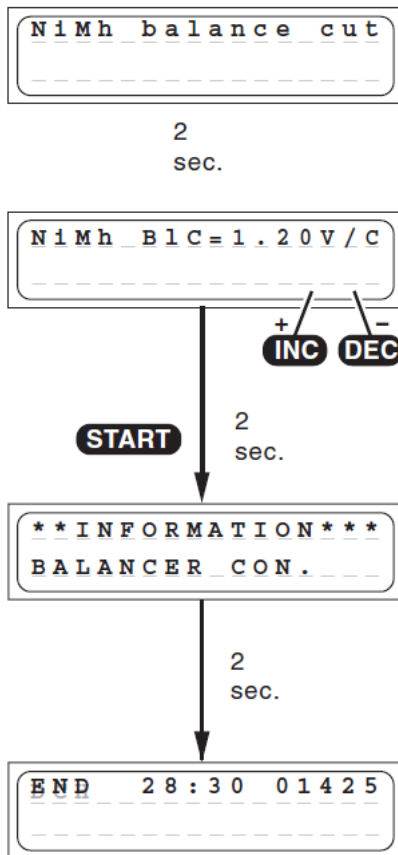 NiMh balance cut
2
sec.
NiMh BlC=1.20V/C
+ −
INC DEC
START
2
sec.
**INFORMATION***
BALANCER CON.
2
sec.
END 28:30 01425